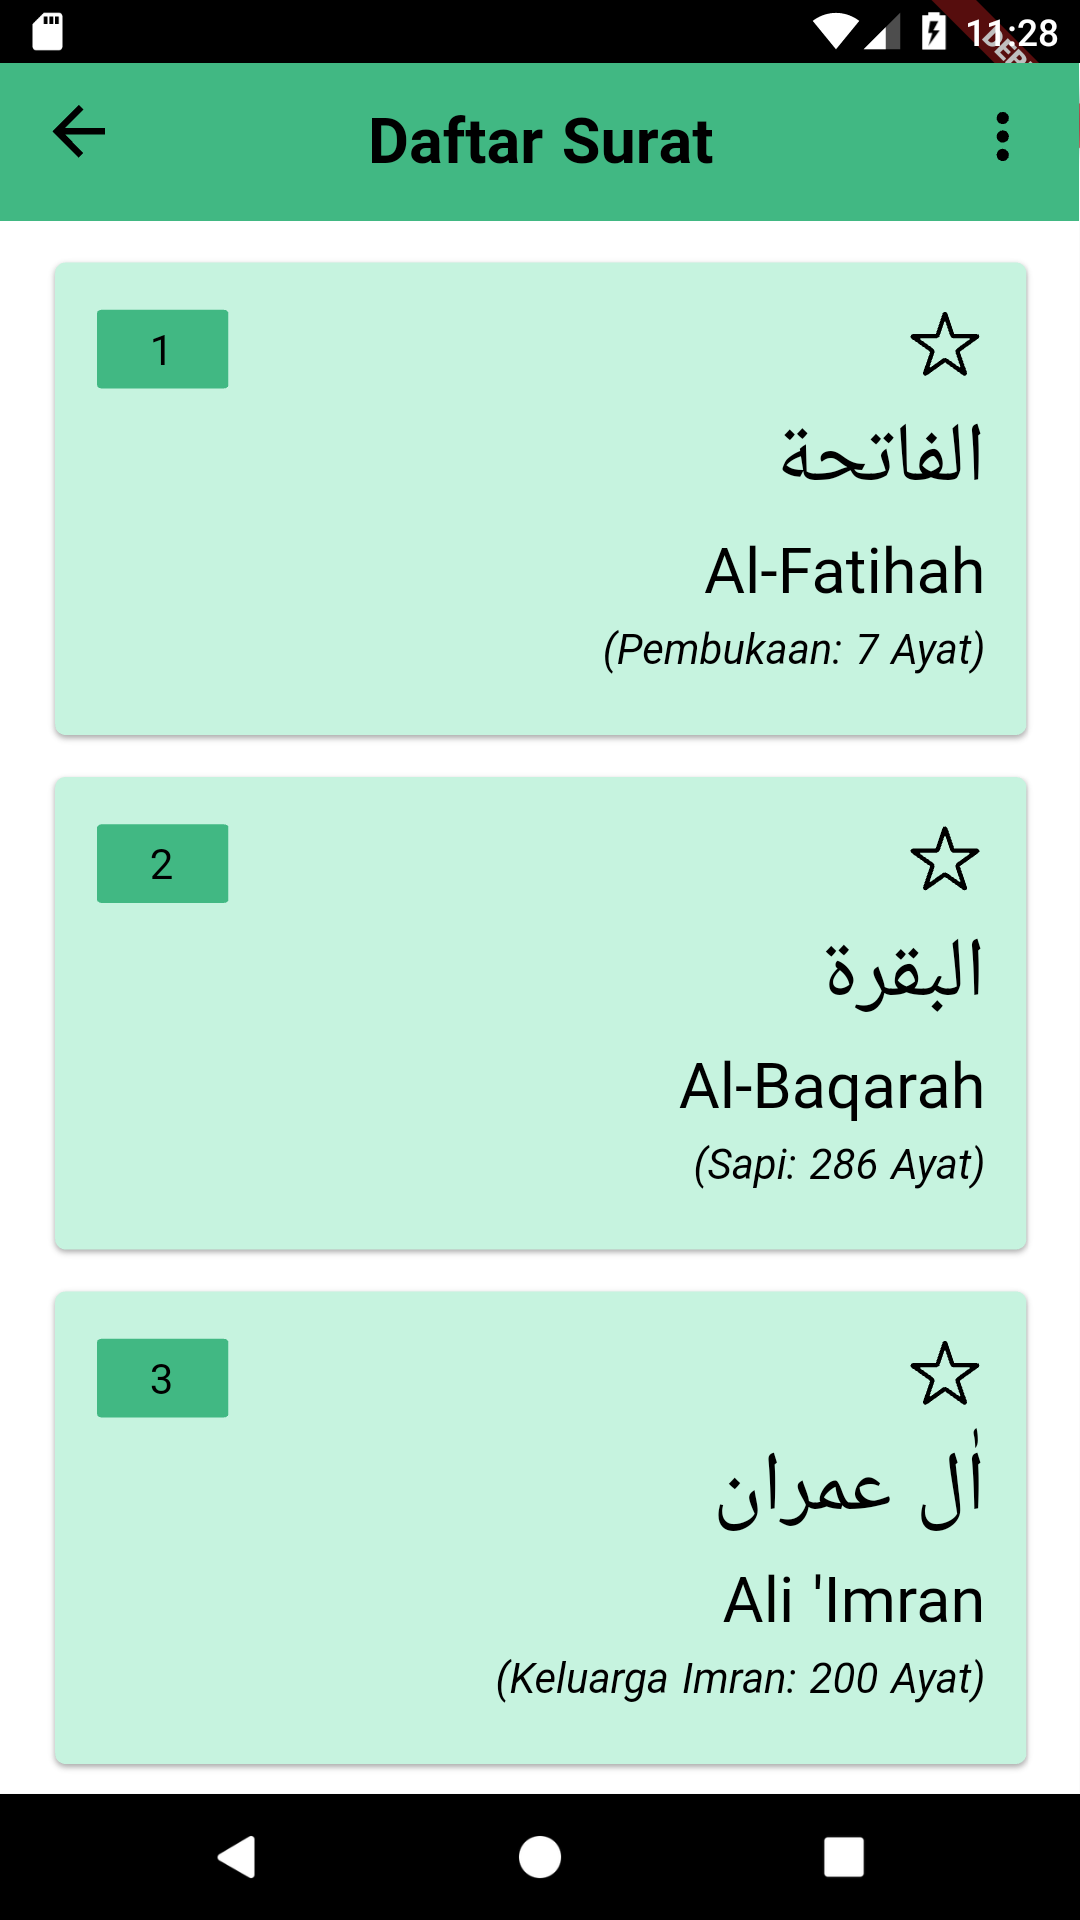 11:28
Daftar Surat
1
الفاتحة
Al-Fatihah
(Pembukaan: 7 Ayat)
2
البقرة
Al-Baqarah
(Sapi: 286 Ayat)
3
اٰل عمران
Ali 'Imran
(Keluarga Imran: 200 Ayat)